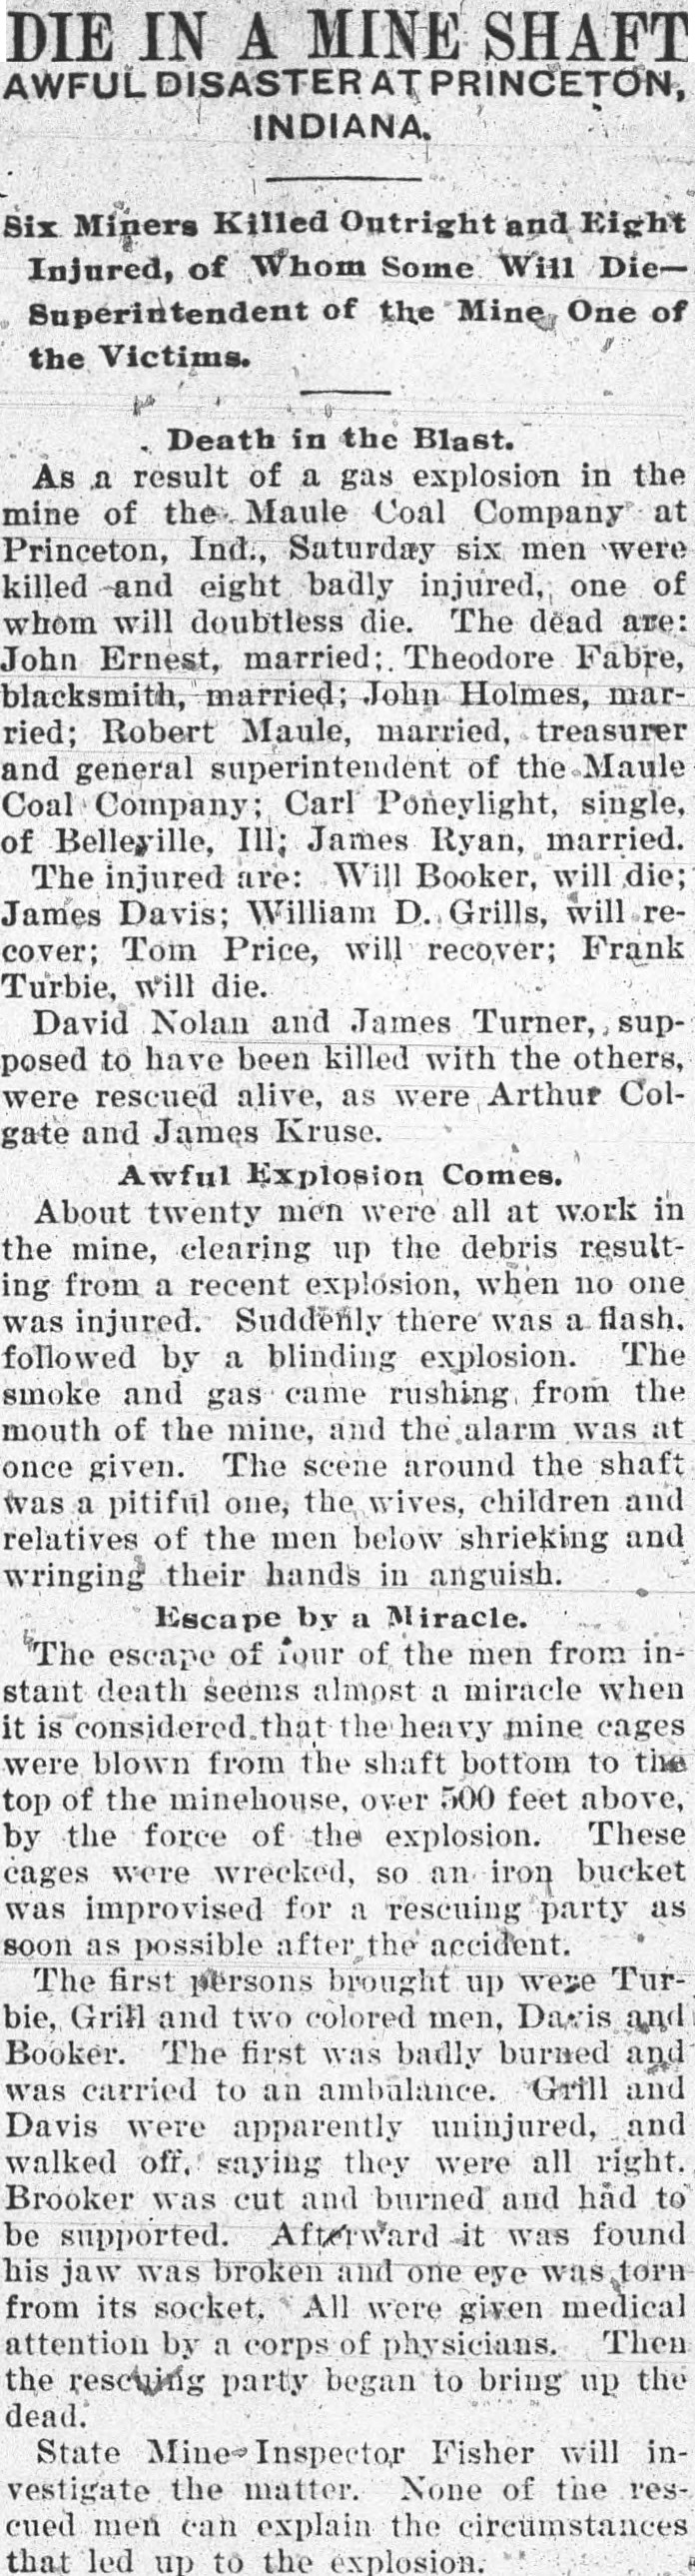 DIE IN A MINE SHAFT
AWFUL DISASTER AT PRINCETON,
INDIANA.
Six Miners Killed Outright and Eight
Injured, of Whom Some Will Die—
Superintendent of the Mine One of
the Victims.
Death in the Blast.
As a result of a gas explosion in the
mine of the Maule Coal Company at
Princeton, Ind., Saturday six men were
killed and eight badly injured, one of
whom will doubtless die. The dead are:
John Ernest, married; Theodore Fabre,
blacksmith, married; John Holmes, mar-
ried; Robert Maule, married, treasurer
and general superintendent of the Maule
Coal Company; Carl Poneylight, single,
of Belleville, Ill; James Ryan, married.
The injured are: Will Booker, will die;
James Davis; William D. Grills, will re-
cover; Tom Price, will recover; Frank
Turbie, will die.
David Nolan and James Turner, sup-
posed to have been killed with the others,
were rescued alive, as were Arthur Col-
gate and James Kruse.
Awful Explosion Comes.
About twenty men were all at work in
the mine, clearing up the debris result-
ing from a recent explosion, when no one
was injured. Suddenly there was a flash,
followed by a blinding explosion. The
smoke and gas came rushing from the
mouth of the mine, and the alarm was at
once given. The scene around the shaft
was a pitiful one, the wives, children and
relatives of the men below shrieking and
wringing their hands in anguish.
Escape by a Miracle.
The escape of four of the men from in-
stant death seems almost a miracle when
it is considered that the heavy mine cages
were blown from the shaft bottom to the
top of the minehouse, over 500 feet above,
by the force of the explosion. These
cages were wrecked, so an iron bucket
was improvised for a rescuing party as
soon as possible after the accident.
The first persons brought up were Tur-
bie, Grill and two colored men, Davis and
Booker. The first was badly burned and
was carried to an ambulance. Grill and
Davis were apparently uninjured, and
walked off, saying they were all right.
Brooker was cut and burned and had to
be supported. Afterward it was found
his jaw was broken and one eye was torn
from its socket. All were given medical
attention by a corps of physicians. Then
the rescuing party began to bring up the
dead.
State Mine Inspector Fisher will in-
vestigate the matter. None of the res-
cued men can explain the circumstances
that led up to the explosion.